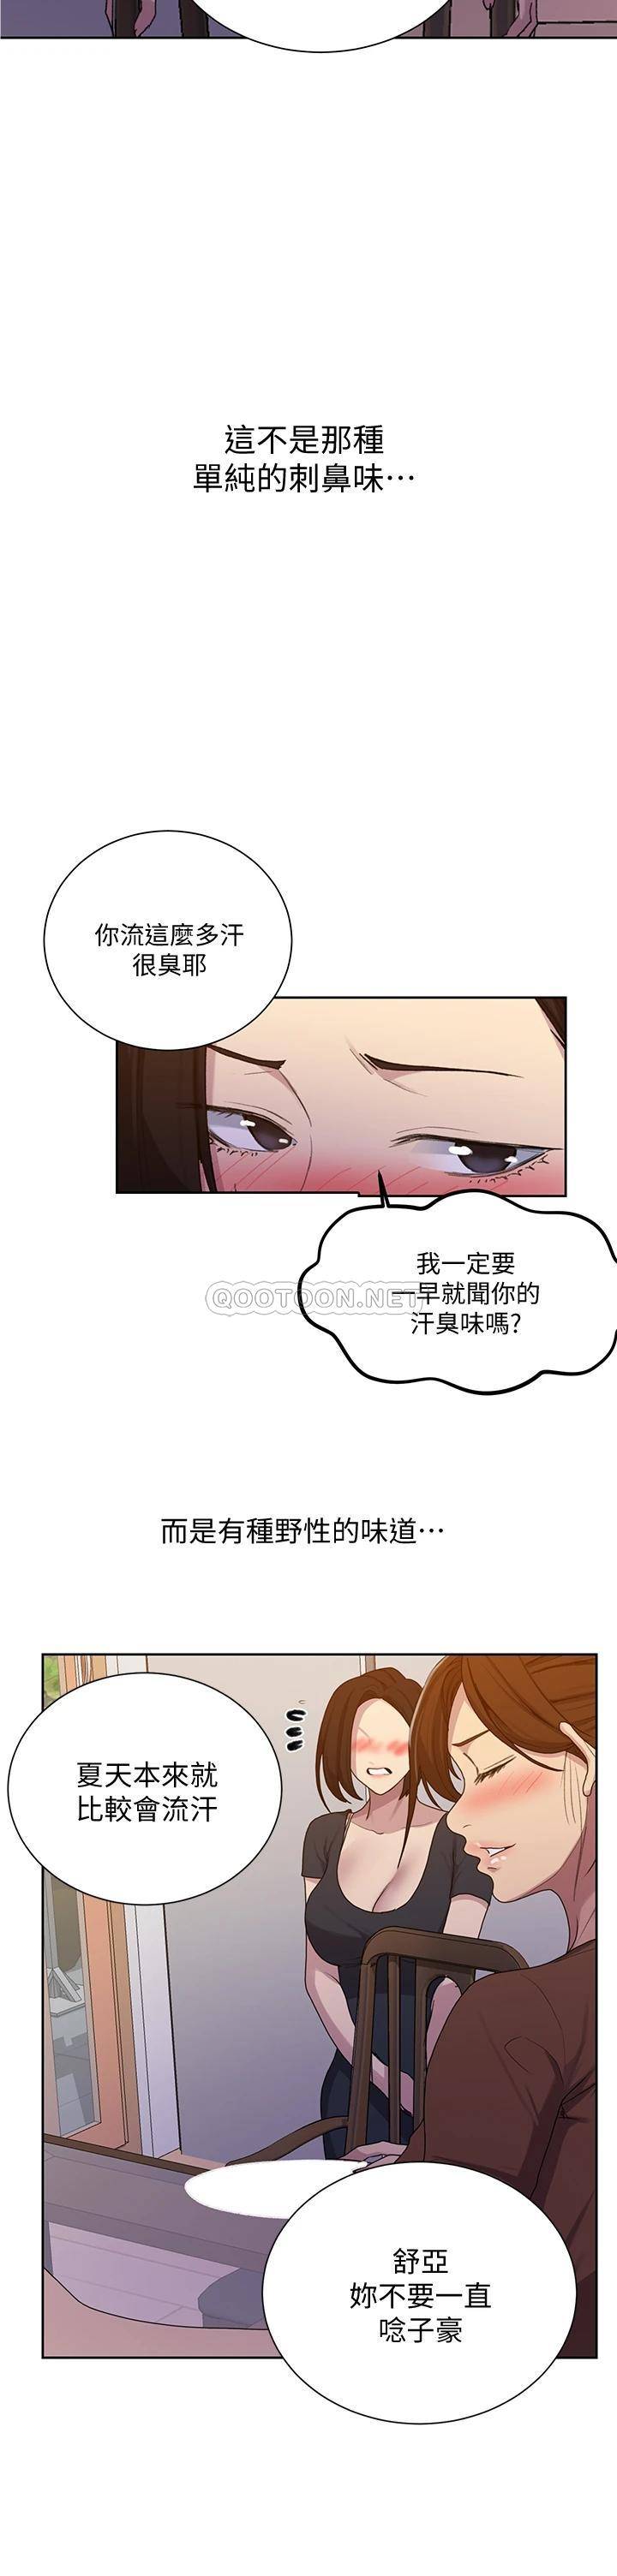 這不是那種
單純的刺鼻味⋯
你流這麼多汗
很臭耶
我一定要
一早就聞你的
汗臭味嗎?
QOOTOON.NET
而是有種野性的味道⋯
夏天本來就
比較會流汗
舒亞
妳不要一直
唸子豪